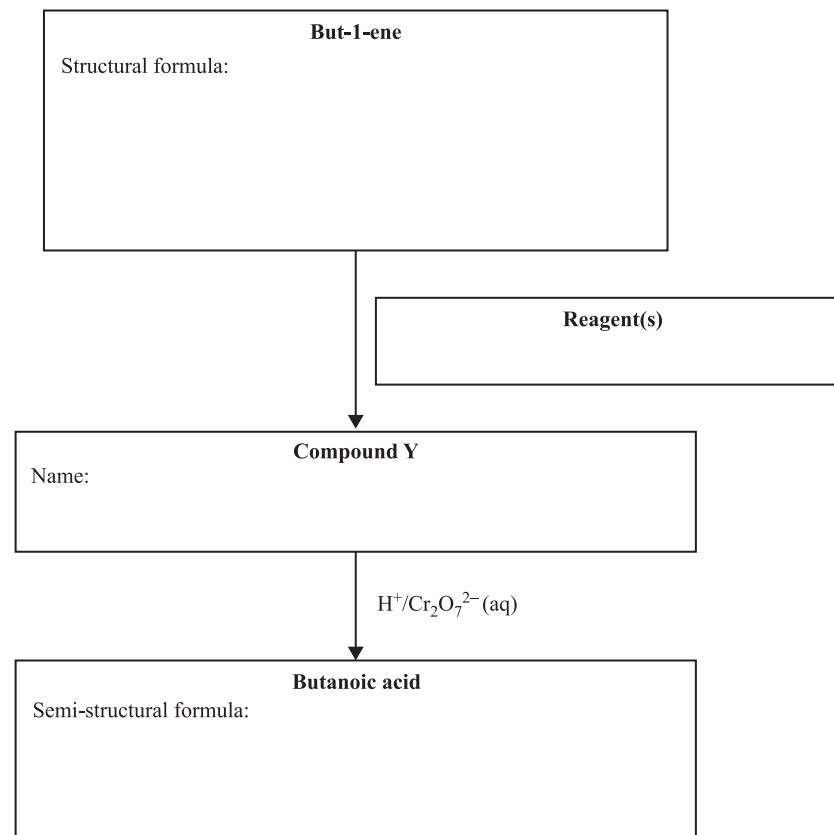 But-1-ene
Structural formula:
Reagent(s)
Compound Y
Name:
H⁺/Cr₂O₇²⁻ (aq)
Butanoic acid
Semi-structural formula: